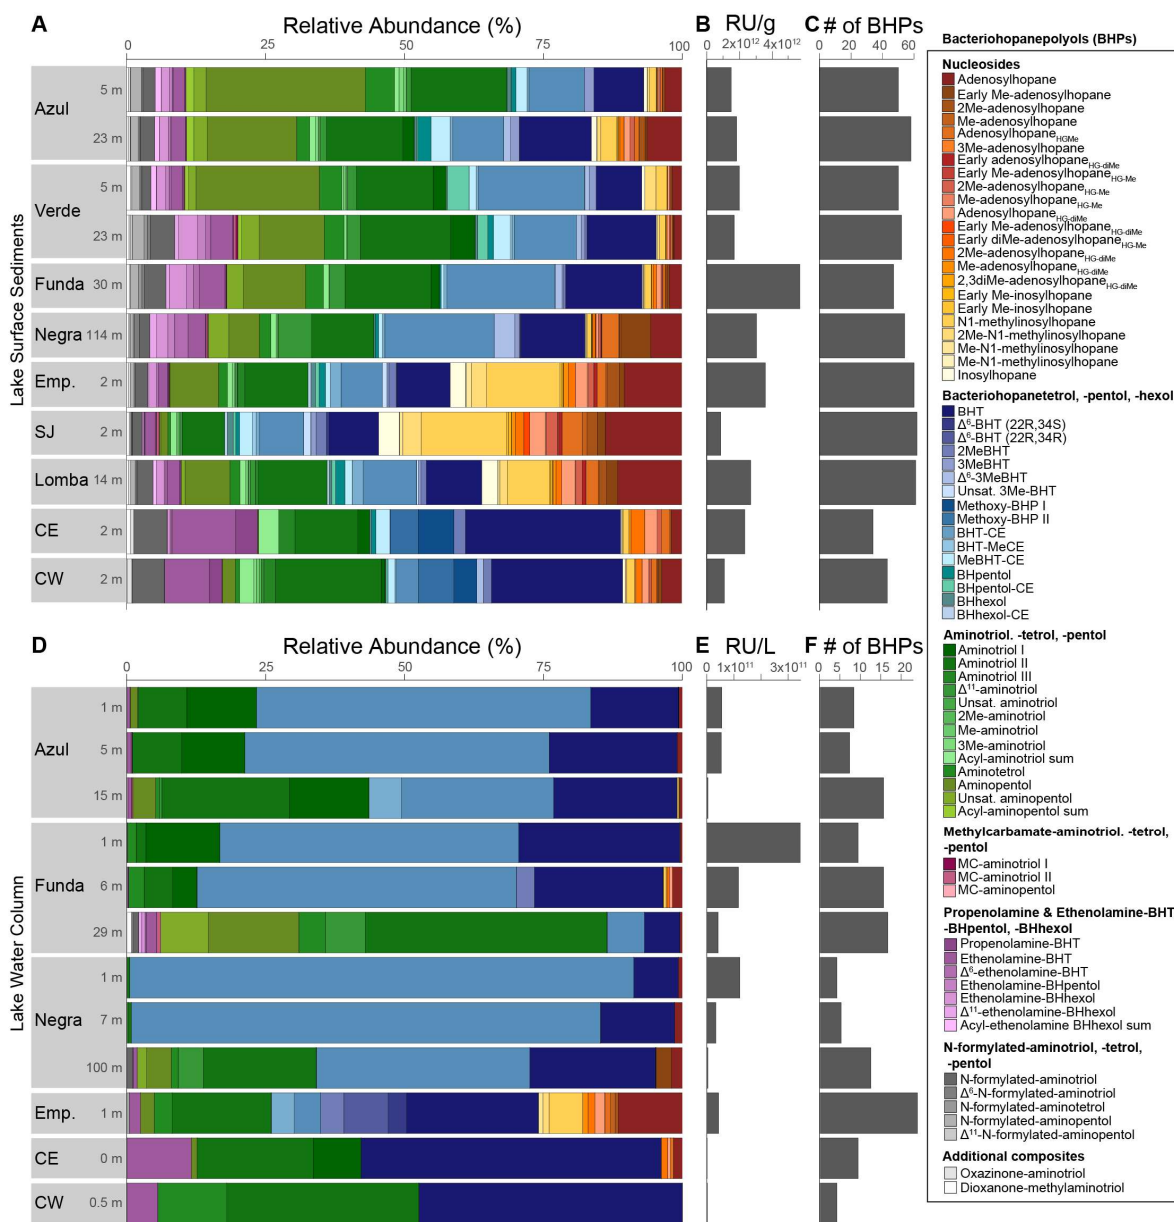 A Relative Abundance (%) B RU/g C # of BHPs
0 25 50 75 100 0 2x10¹² 4x10¹² 0 20 40 60
Lake Surface Sediments
Azul 5 m
23 m
Verde 5 m
23 m
Funda 30 m
Negra 114 m
Emp. 2 m
SJ 2 m
Lomba 14 m
CE 2 m
CW 2 m
D Relative Abundance (%) E RU/L F # of BHPs
0 25 50 75 100 0 1x10¹¹ 3x10¹¹ 0 5 10 15 20
Lake Water Column
Azul 1 m
5 m
15 m
Funda 1 m
6 m
29 m
Negra 1 m
7 m
100 m
Emp. 1 m
CE 0 m
CW 0.5 m
Bacteriohopanepolyols (BHPs)
Nucleosides
Adenosylhopane
Early Me-adenosylhopane
2Me-adenosylhopane
Me-adenosylhopane
Adenosylhopane HGMe
3Me-adenosylhopane
Early adenosylhopane HG-diMe
Early Me-adenosylhopane HG-Me
2Me-adenosylhopane HG-Me
Me-adenosylhopane HG-Me
Adenosylhopane HG-diMe
Early Me-adenosylhopane HG-diMe
Early diMe-adenosylhopane HG-Me
2Me-adenosylhopane HG-diMe
Me-adenosylhopane HG-diMe
2,3diMe-adenosylhopane HG-diMe
Early Me-inosylhopane
Early Me-inosylhopane
N1-methylinosylhopane
2Me-N1-methylinosylhopane
Me-N1-methylinosylhopane
Me-N1-methylinosylhopane
Inosylhopane
Bacteriohopanetetrol, -pentol, -hexol
BHT
Δ⁶-BHT (22R,34S)
Δ⁶-BHT (22R,34R)
2MeBHT
3MeBHT
Δ⁶-3MeBHT
Unsat. 3Me-BHT
Methoxy-BHP I
Methoxy-BHP II
BHT-CE
BHT-MeCE
MeBHT-CE
BHpentol
BHpentol-CE
BHhexol
BHhexol-CE
Aminotriol. -tetrol, -pentol
Aminotriol I
Aminotriol II
Aminotriol III
Δ¹¹-aminotriol
Unsat. aminotriol
2Me-aminotriol
Me-aminotriol
3Me-aminotriol
Acyl-aminotriol sum
Aminotetrol
Aminopentol
Unsat. aminopentol
Acyl-aminopentol sum
Methylcarbamate-aminotriol. -tetrol,
-pentol
MC-aminotriol I
MC-aminotriol II
MC-aminopentol
Propenolamine & Ethenolamine-BHT
-BHpentol, -BHhexol
Propenolamine-BHT
Ethenolamine-BHT
Δ⁶-ethenolamine-BHT
Ethenolamine-BHpentol
Ethenolamine-BHhexol
Δ¹¹-ethenolamine-BHhexol
Acyl-ethenolamine BHhexol sum
N-formylated-aminotriol, -tetrol,
-pentol
N-formylated-aminotriol
Δ⁶-N-formylated-aminotriol
N-formylated-aminotetrol
N-formylated-aminopentol
Δ¹¹-N-formylated-aminopentol
Additional composites
Oxazinone-aminotriol
Dioxanone-methylaminotriol